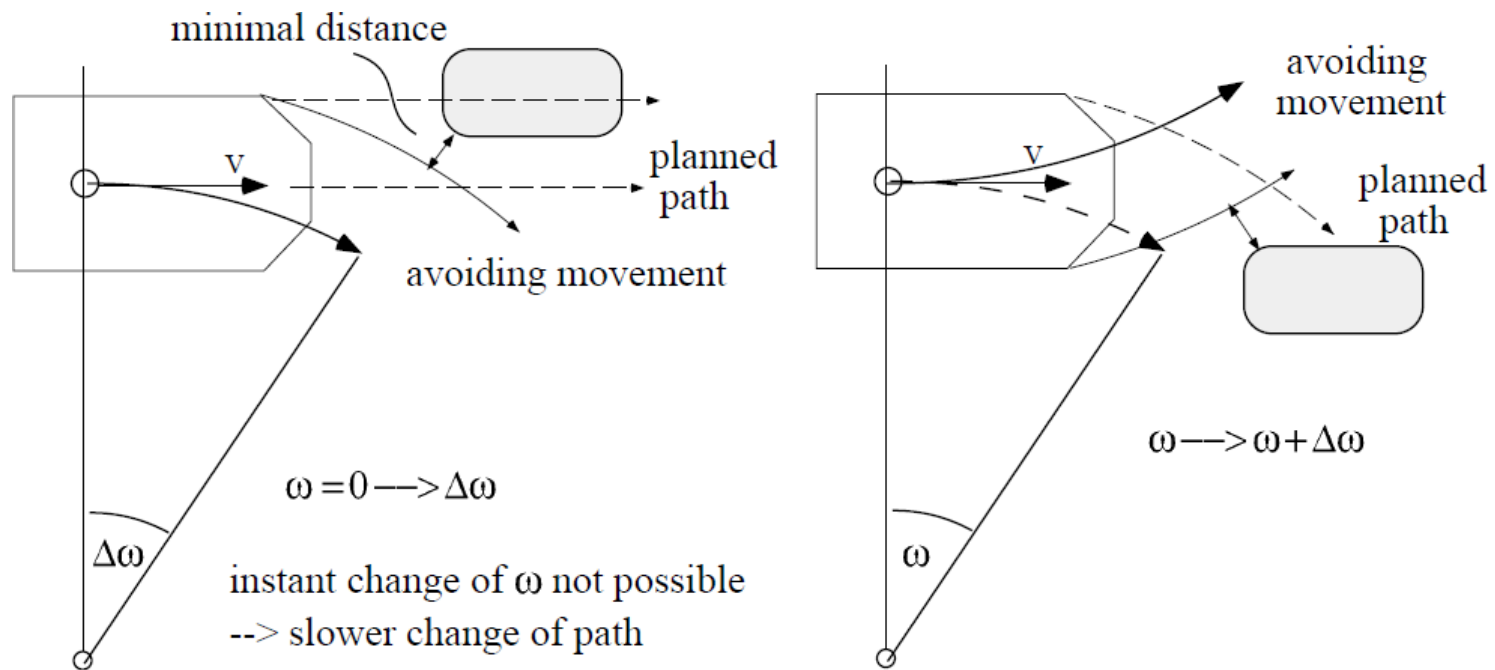 minimal distance
v
planned
path
avoiding movement
ω=0-->Δω
Δω
instant change of ω not possible
--> slower change of path
avoiding
movement
v
planned
path
ω-->ω+Δω
ω